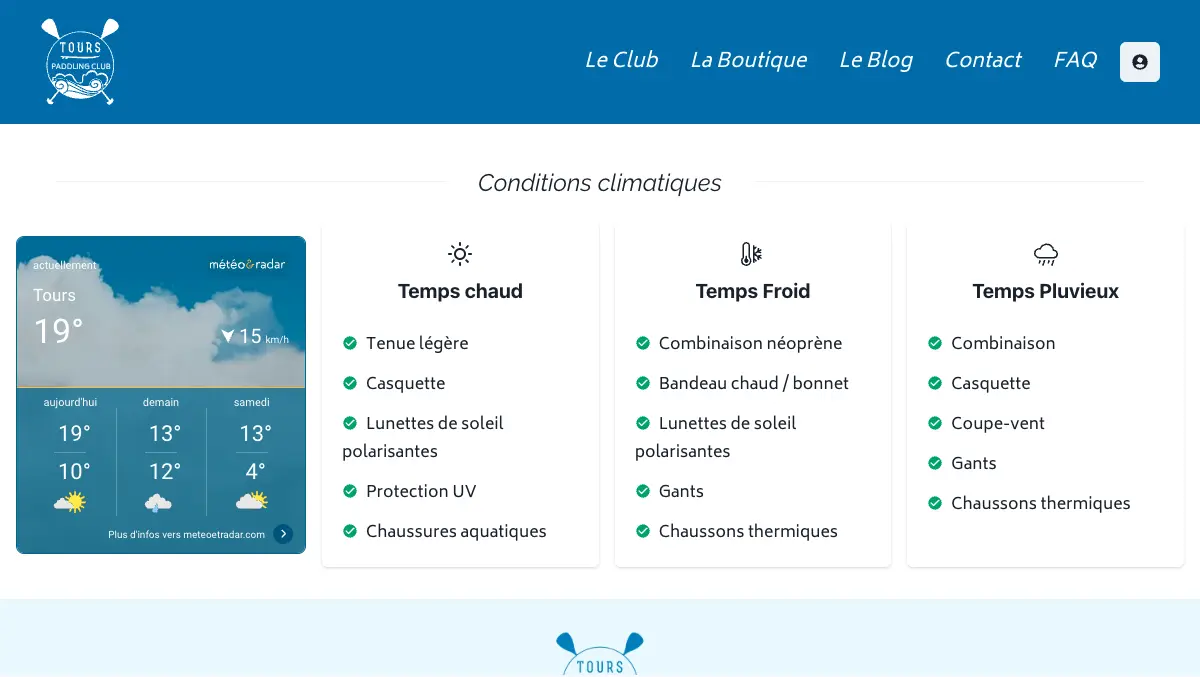 TOURS
PADDLING CLUB
Le Club
La Boutique
Le Blog
Contact
FAQ
Conditions climatiques
actuellement
météo&radar
Tours
19°
15 km/h
aujourd'hui
demain
samedi
19°
13°
13°
10°
12°
4°
Plus d'infos vers meteoetradar.com
Temps chaud
Tenue légère
Casquette
Lunettes de soleil
polarisantes
Protection UV
Chaussures aquatiques
Temps Froid
Combinaison néoprène
Bandeau chaud / bonnet
Lunettes de soleil
polarisantes
Gants
Chaussons thermiques
Temps Pluvieux
Combinaison
Casquette
Coupe-vent
Gants
Chaussons thermiques
TOURS